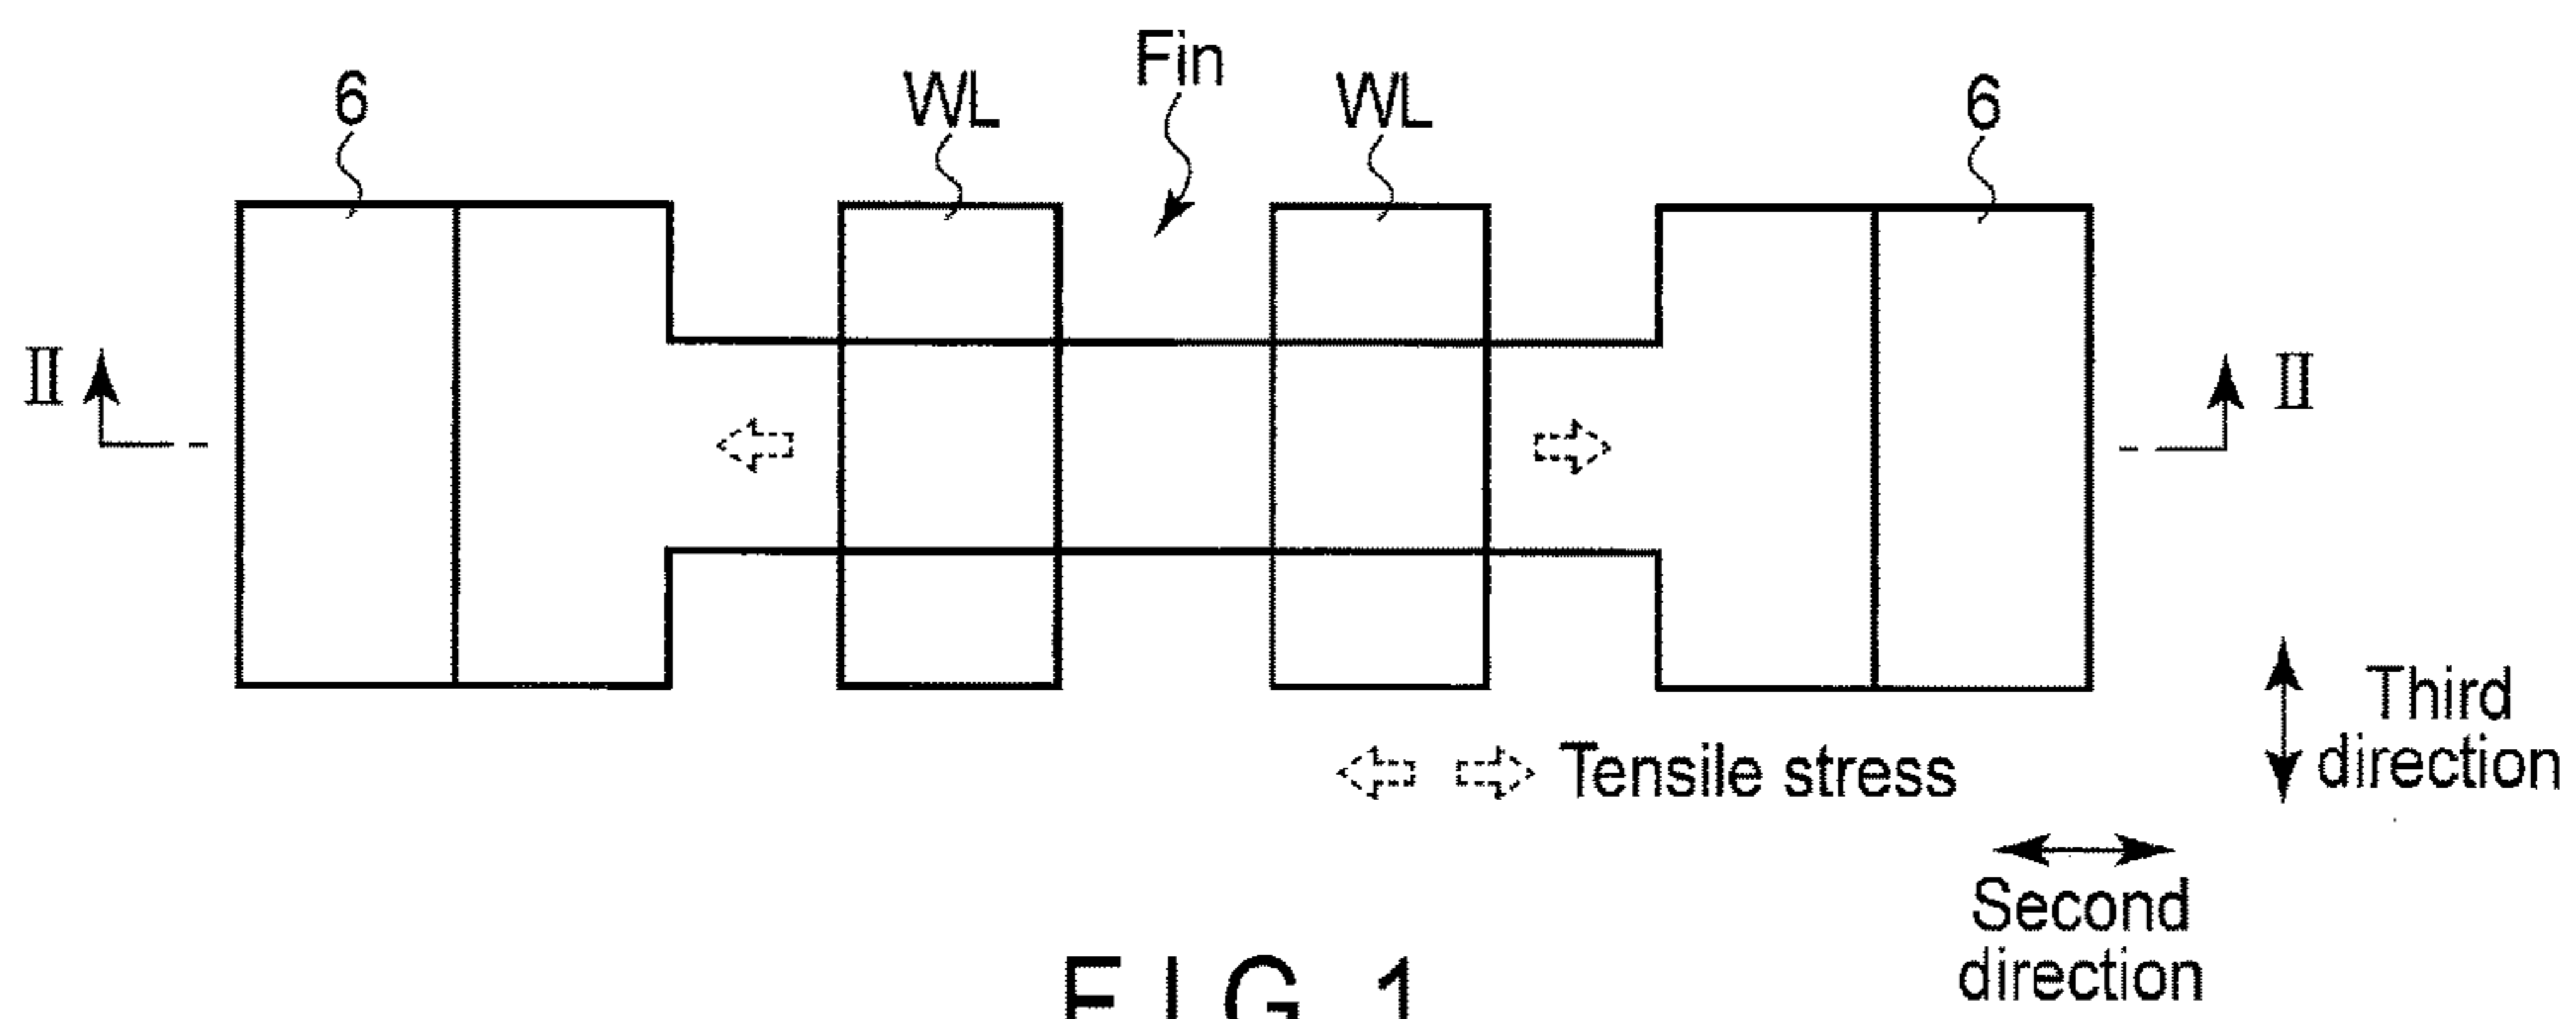 Fin
6
WL
WL
6
II
II
Tensile stress
Third
direction
Second
direction
FIG. 1